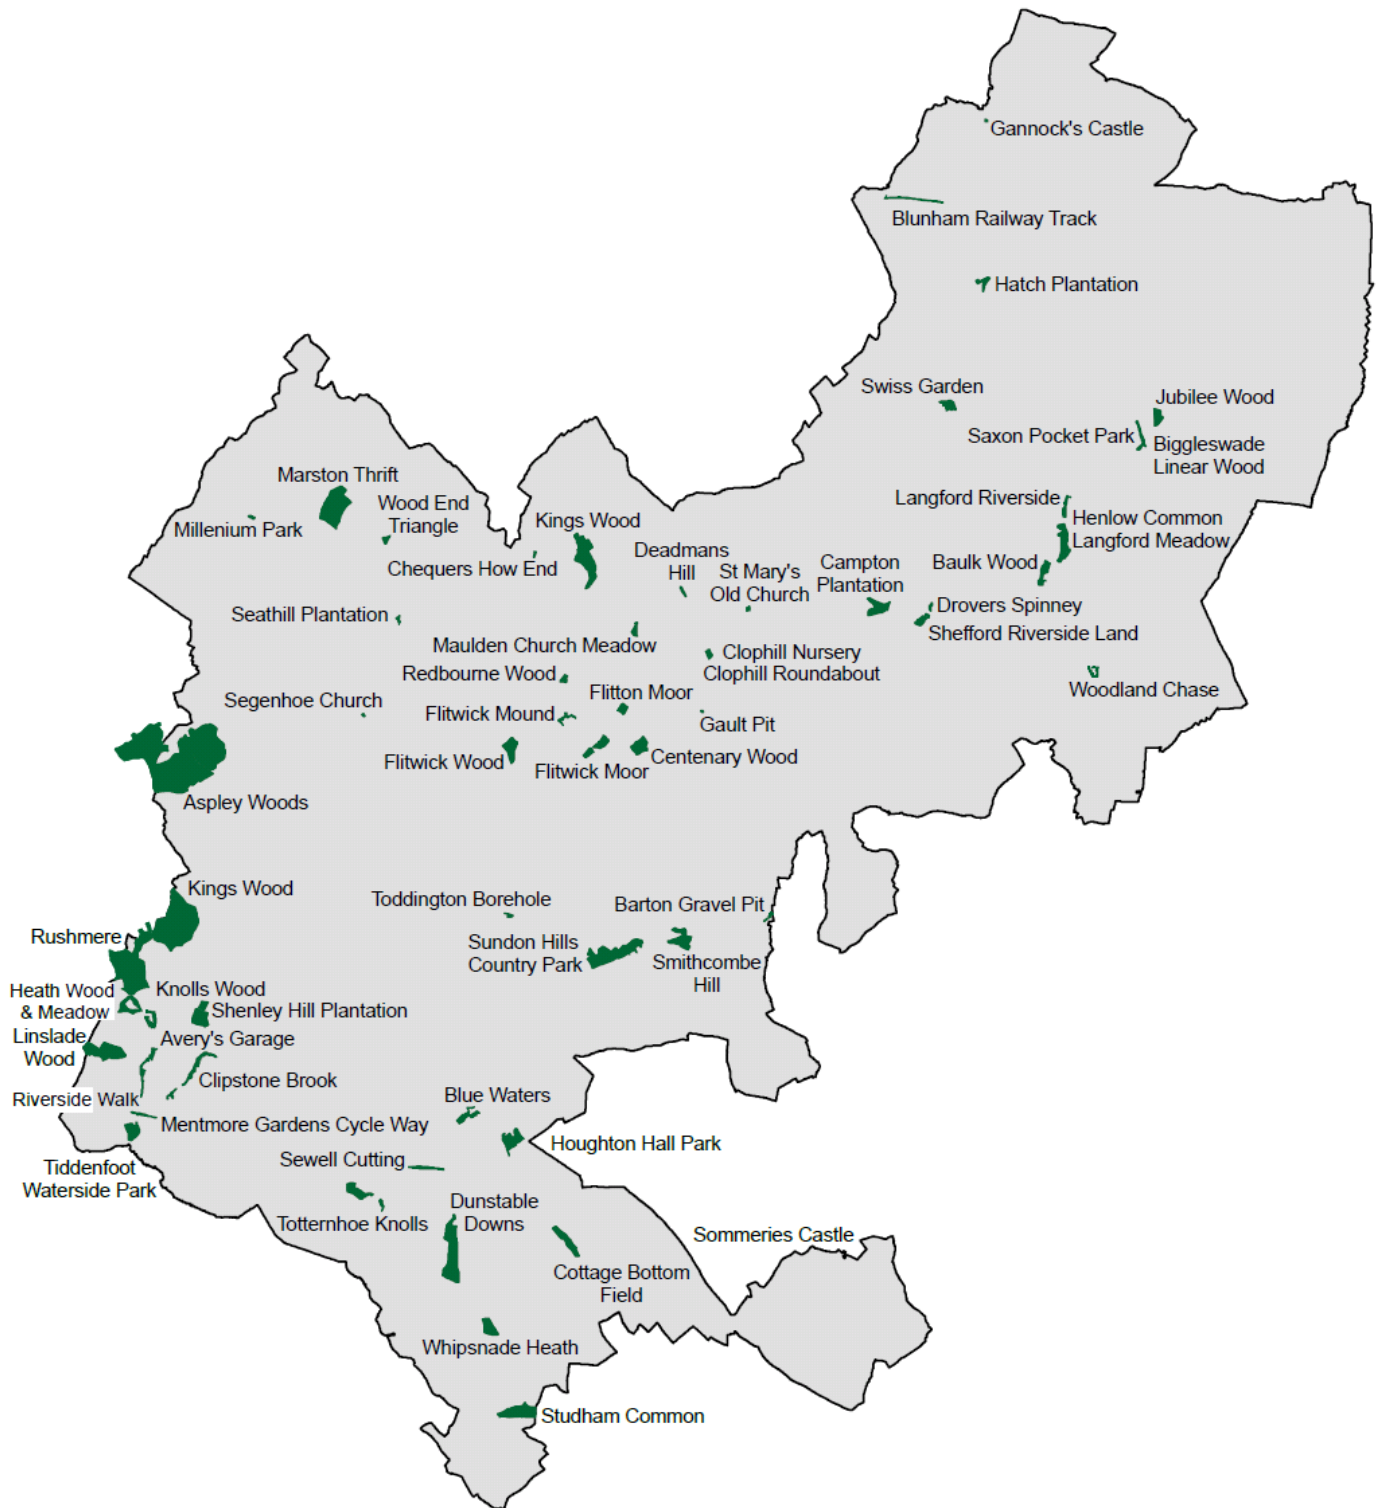 Gannock's Castle
Blunham Railway Track
Hatch Plantation
Swiss Garden
Jubilee Wood
Saxon Pocket Park
Biggleswade
Linear Wood
Marston Thrift
Wood End
Triangle
Millenium Park
Kings Wood
Chequers How End
Deadmans
Hill
St Mary's
Old Church
Campton
Plantation
Langford Riverside
Henlow Common
Langford Meadow
Baulk Wood
Drovers Spinney
Shefford Riverside Land
Seathill Plantation
Maulden Church Meadow
Clophill Nursery
Clophill Roundabout
Redbourne Wood
Woodland Chase
Segenhoe Church
Flitton Moor
Flitwick Mound
Gault Pit
Flitwick Wood
Flitwick Moor
Centenary Wood
Aspley Woods
Kings Wood
Toddington Borehole
Barton Gravel Pit
Rushmere
Sundon Hills
Country Park
Smithcombe
Hill
Heath Wood
& Meadow
Knolls Wood
Shenley Hill Plantation
Linslade
Wood
Avery's Garage
Clipstone Brook
Riverside Walk
Blue Waters
Mentmore Gardens Cycle Way
Houghton Hall Park
Tiddenfoot
Waterside Park
Sewell Cutting
Totternhoe Knolls
Dunstable
Downs
Sommeries Castle
Cottage Bottom
Field
Whipsnade Heath
Studham Common